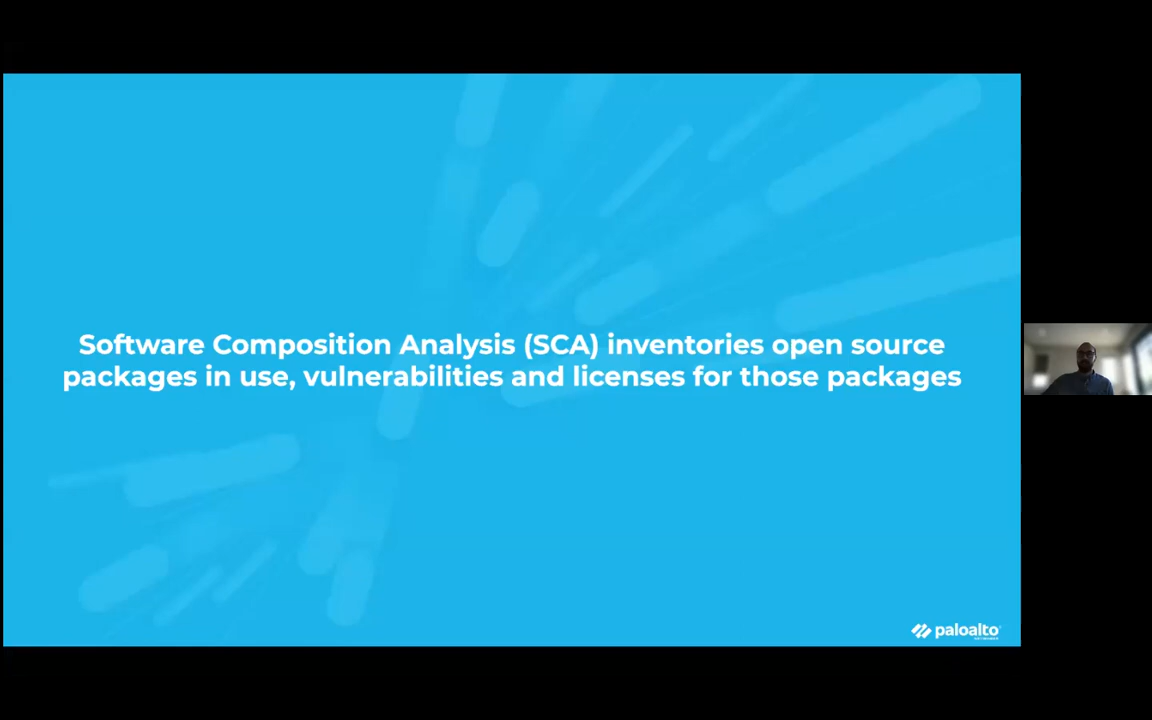 Software Composition Analysis (SCA) inventories open source
packages in use, vulnerabilities and licenses for those packages
paloalto